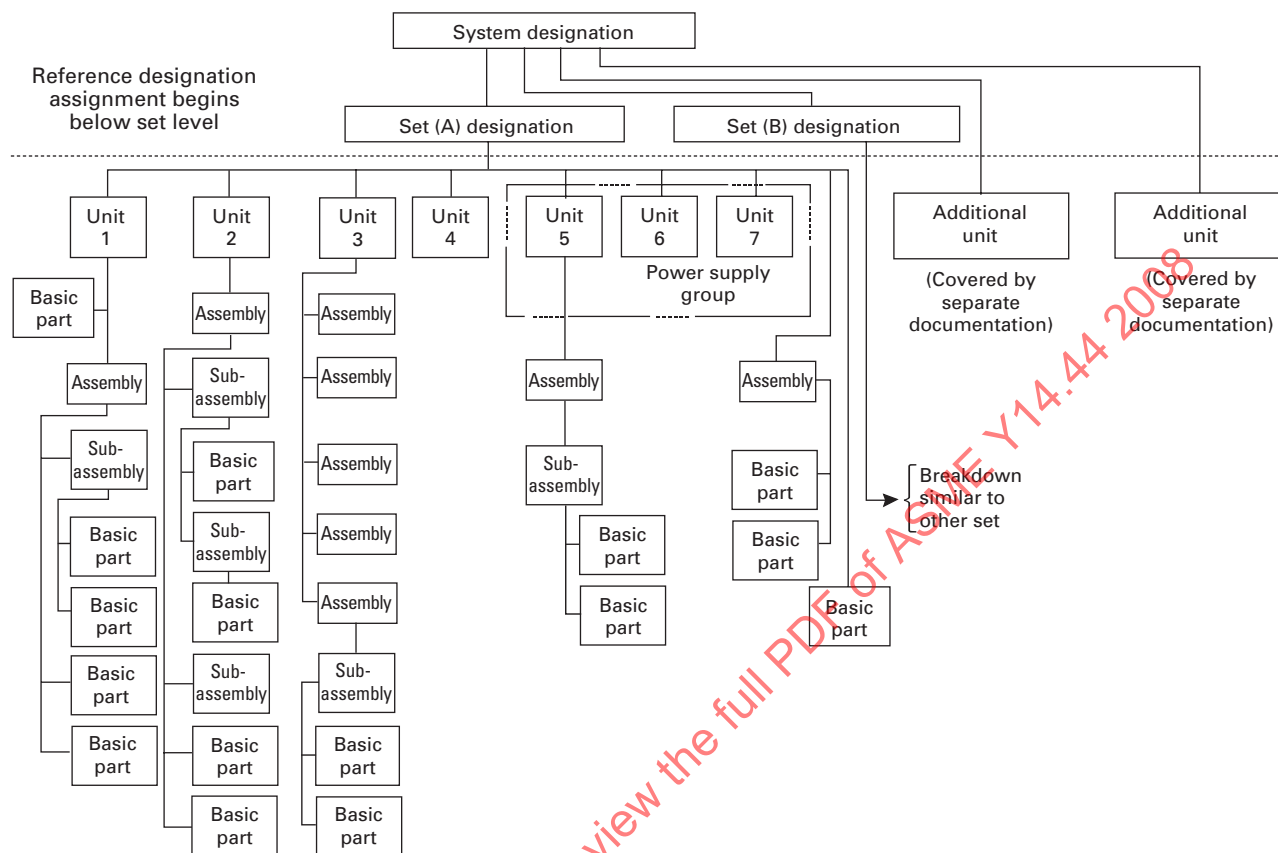 System designation
Reference designation
assignment begins
below set level
Set (A) designation
Set (B) designation
Unit
1
Unit
2
Unit
3
Unit
4
Unit
5
Unit
6
Unit
7
Power supply
group
Additional
unit
(Covered by
separate
documentation)
Additional
unit
(Covered by
separate
documentation)
Basic
part
Assembly
Sub-
assembly
Basic
part
Basic
part
Basic
part
Basic
part
Assembly
Sub-
assembly
Basic
part
Sub-
assembly
Basic
part
Sub-
assembly
Basic
part
Basic
part
Assembly
Assembly
Assembly
Assembly
Assembly
Sub-
assembly
Basic
part
Basic
part
Assembly
Sub-
assembly
Basic
part
Basic
part
Assembly
Basic
part
Basic
part
Basic
part
Breakdown
similar to
other set
view the full PDF of ASME Y14.44 2008